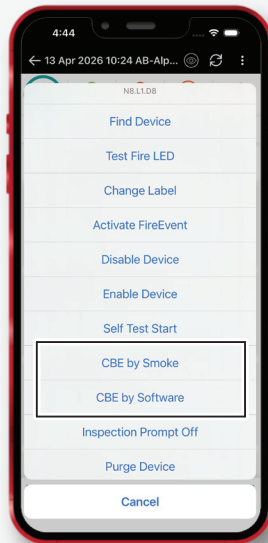 4:44
13 Apr 2026 10:24 AB-Alp...
N8.L1.D8
Find Device
Test Fire LED
Change Label
Activate FireEvent
Disable Device
Enable Device
Self Test Start
CBE by Smoke
CBE by Software
Inspection Prompt Off
Purge Device
Cancel